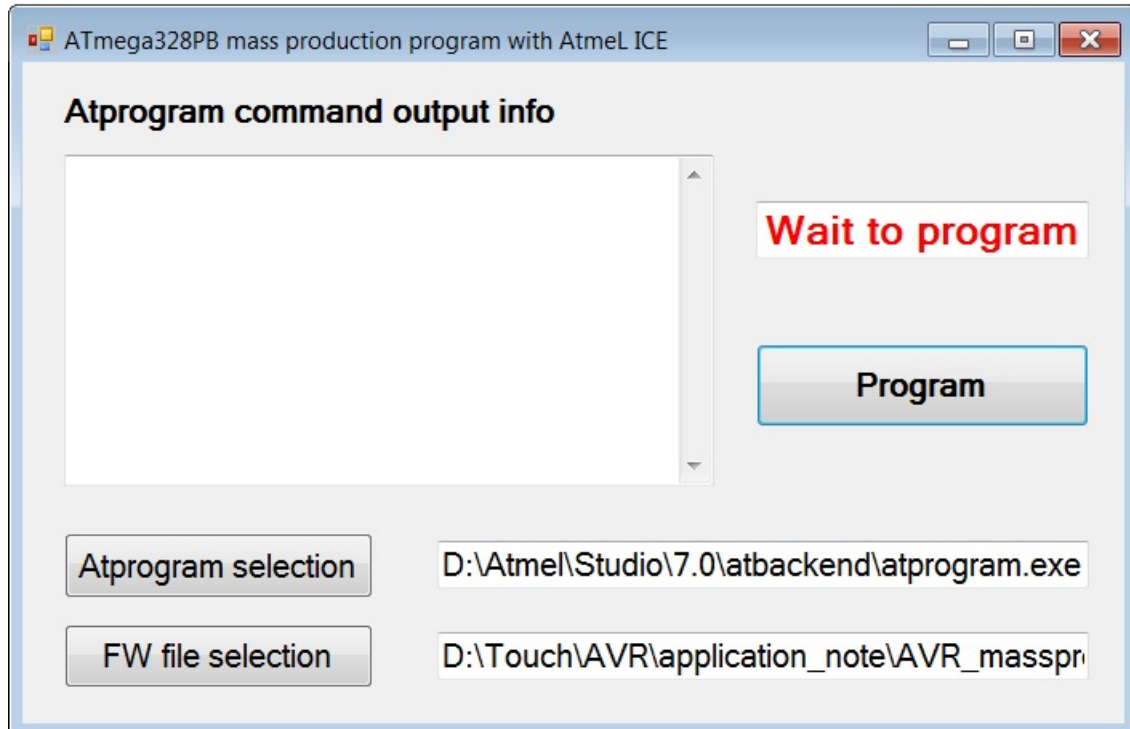 ATmega328PB mass production program with AtmeL ICE
Atprogram command output info
Wait to program
Program
Atprogram selection
D:\Atmel\Studio\7.0\atbackend\atprogram.exe
FW file selection
D:\Touch\AVR\application_note\AVR_masspr